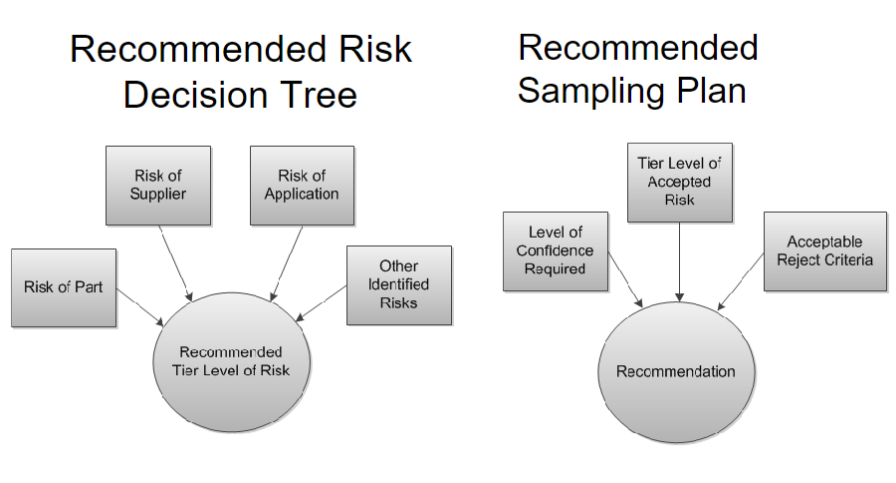 Recommended Risk
Decision Tree
Risk of
Supplier
Risk of
Application
Risk of Part
Other
Identified
Risks
Recommended
Tier Level of Risk
Recommended
Sampling Plan
Tier Level of
Accepted
Risk
Level of
Confidence
Required
Acceptable
Reject Criteria
Recommendation